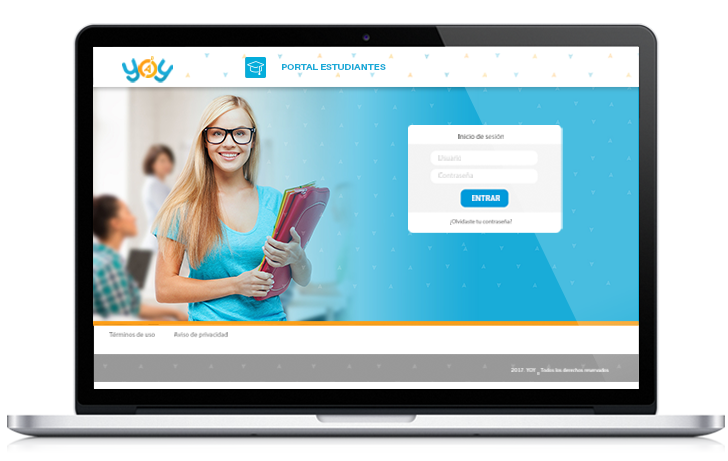 yoy
PORTAL ESTUDIANTES
Inicio de sesión
Usuario
Contraseña
ENTRAR
¿Olvidaste tu contraseña?
Términos de uso
Aviso de privacidad
2017. YOY , Todos los derechos reservados